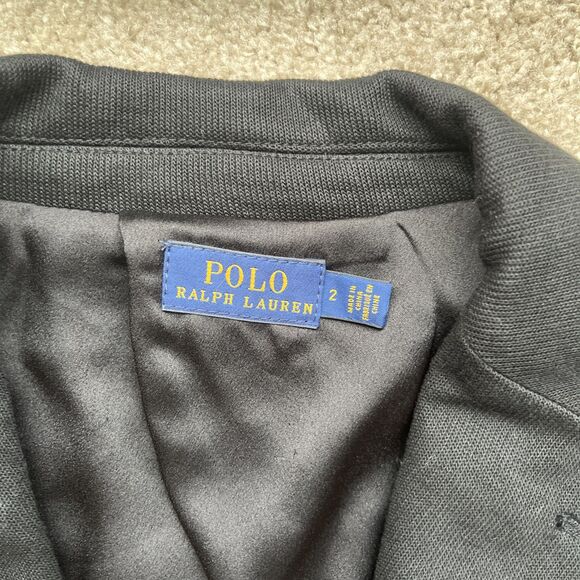 POLO
RALPH LAUREN
2
MADE IN
CHINA
FABRIQUÉ EN
CHINE